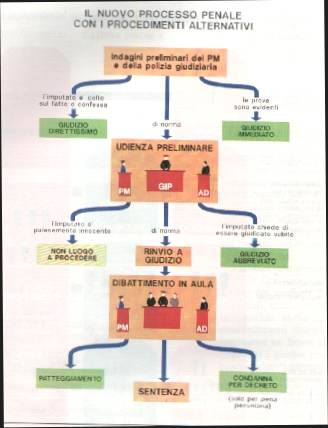 IL NUOVO PROCESSO PENALE
CON I PROCEDIMENTI ALTERNATIVI
Indagini preliminari del PM
e della polizia giudiziaria
l'imputato è colto
sul fatto o confessa
di norma
le prove
sono evidenti
GIUDIZIO
DIRETTISSIMO
GIUDIZIO
IMMEDIATO
UDIENZA PRELIMINARE
PM
GIP
AD
l'imputato è
palesemente innocente
di norma
l'imputato chiede di
essere giudicato subito
NON LUOGO
A PROCEDERE
RINVIO A
GIUDIZIO
GIUDIZIO
ABBREVIATO
DIBATTIMENTO IN AULA
PM
AD
PATTEGGIAMENTO
SENTENZA
CONDANNA
PER DECRETO
(solo per pena
pecuniaria)